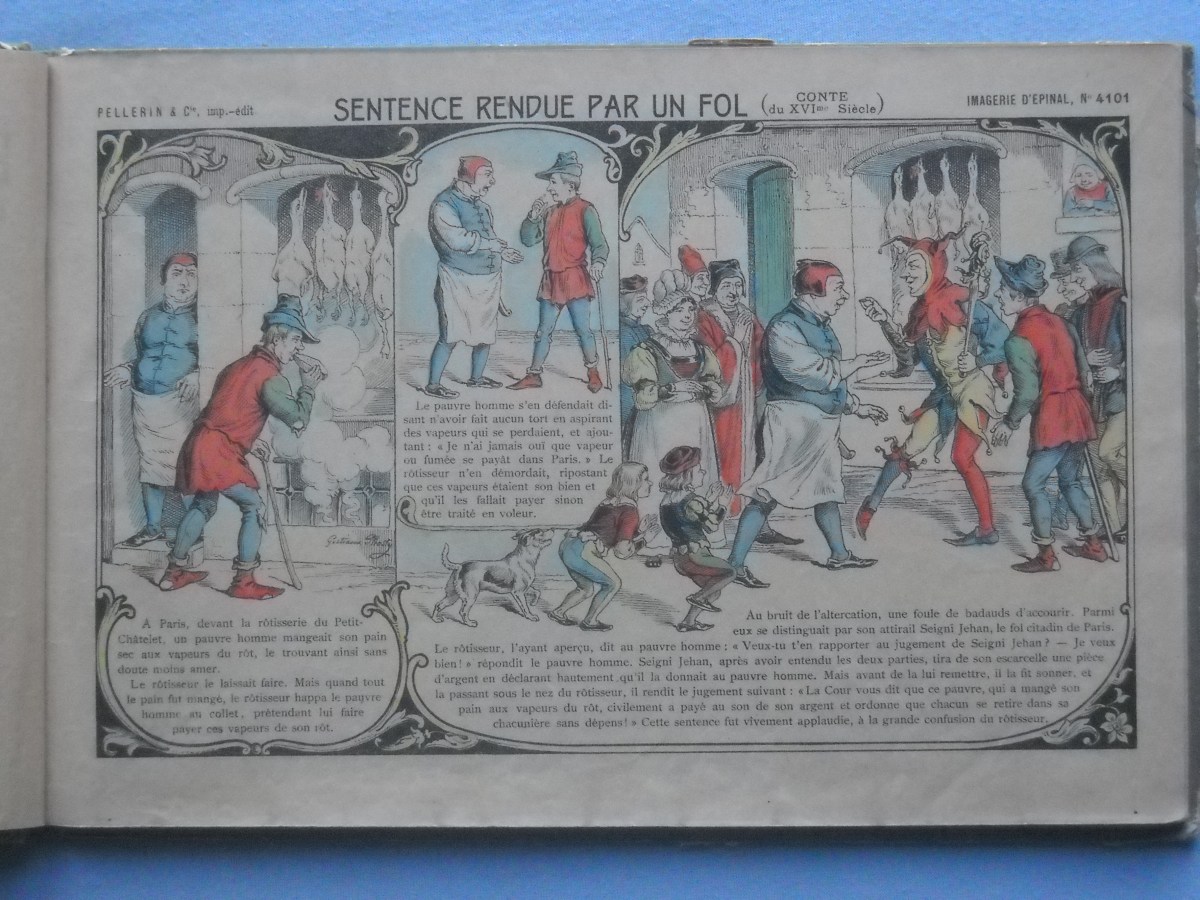 PELLERIN & Cie, imp.-édit
SENTENCE RENDUE PAR UN FOL (CONTE du XVIme Siècle)
IMAGERIE D'ÉPINAL, No 4101
A Paris, devant la rôtisserie du Petit-
Châtelet, un pauvre homme mangeait son pain
sec aux vapeurs du rôt, le trouvant ainsi sans
doute moins amer.
Le rôtisseur le laissait faire. Mais quand tout
le pain fut mangé, le rôtisseur happa le pauvre
homme au collet, prétendant lui faire
payer ces vapeurs de son rôt.
Le pauvre homme s'en défendait di-
sant n'avoir fait aucun tort en aspirant
des vapeurs qui se perdaient, et ajou-
tant : « Je n'ai jamais ouï que vapeur
ou fumée se payât dans Paris. » Le
rôtisseur n'en démordait, ripostant
que ces vapeurs étaient son bien et
qu'il les fallait payer sinon
être traité en voleur.
Au bruit de l'altercation, une foule de badauds d'accourir. Parmi
eux se distinguait par son attirail Seigni Jehan, le fol citadin de Paris.
Le rôtisseur, l'ayant aperçu, dit au pauvre homme : « Veux-tu t'en rapporter au jugement de Seigni Jehan ? — Je veux
bien ! » répondit le pauvre homme. Seigni Jehan, après avoir entendu les deux parties, tira de son escarcelle une pièce
d'argent en déclarant hautement qu'il la donnait au pauvre homme. Mais avant de la lui remettre, il la fit sonner, et
la passant sous le nez du rôtisseur, il rendit le jugement suivant : « La Cour vous dit que ce pauvre, qui a mangé son
pain aux vapeurs du rôt, civilement a payé au son de son argent et ordonne que chacun se retire dans sa
chacunière sans dépens ! » Cette sentence fut vivement applaudie, à la grande confusion du rôtisseur.